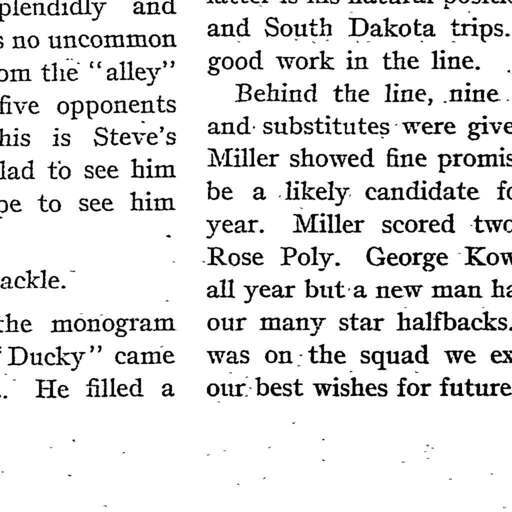 plendidly and
s no uncommon
om the "alley"
five opponents
his is Steve's
lad to see him
pe to see him
ackle.
the monogram
"Ducky" came
. He filled a
and South Dakota trips.
good work in the line.
Behind the line, nine
and substitutes were give
Miller showed fine promis
be a likely candidate fo
year. Miller scored two
Rose Poly. George Kow
all year but a new man ha
our many star halfbacks.
was on the squad we ex
our best wishes for future